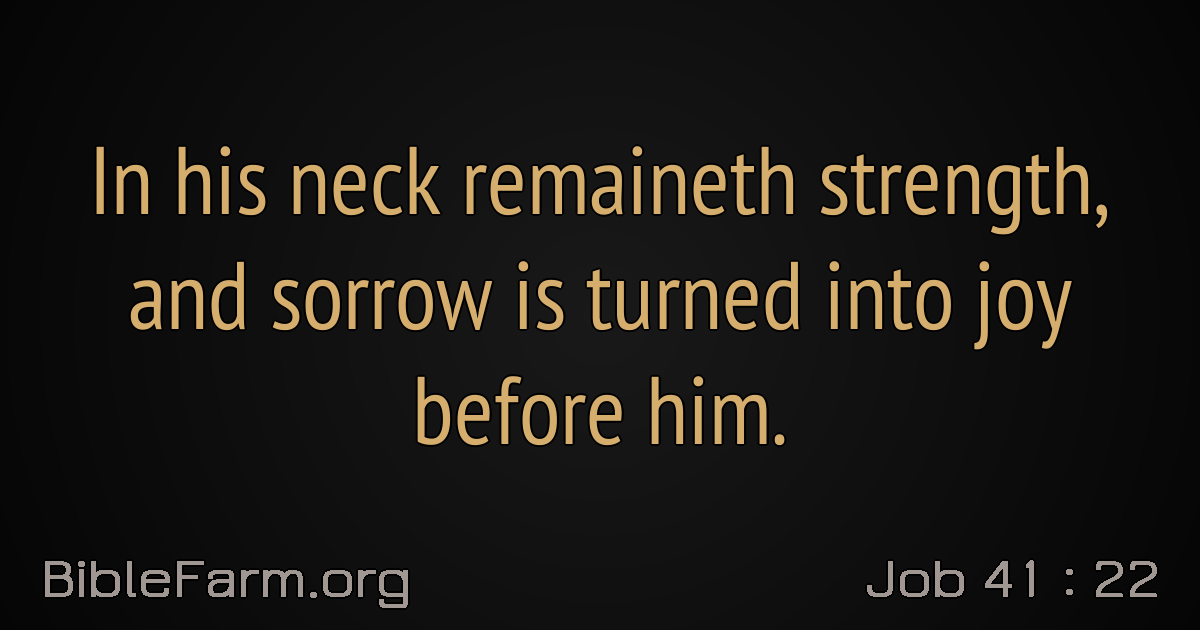 In his neck remaineth strength,
and sorrow is turned into joy
before him.
BibleFarm.org
Job 41 : 22